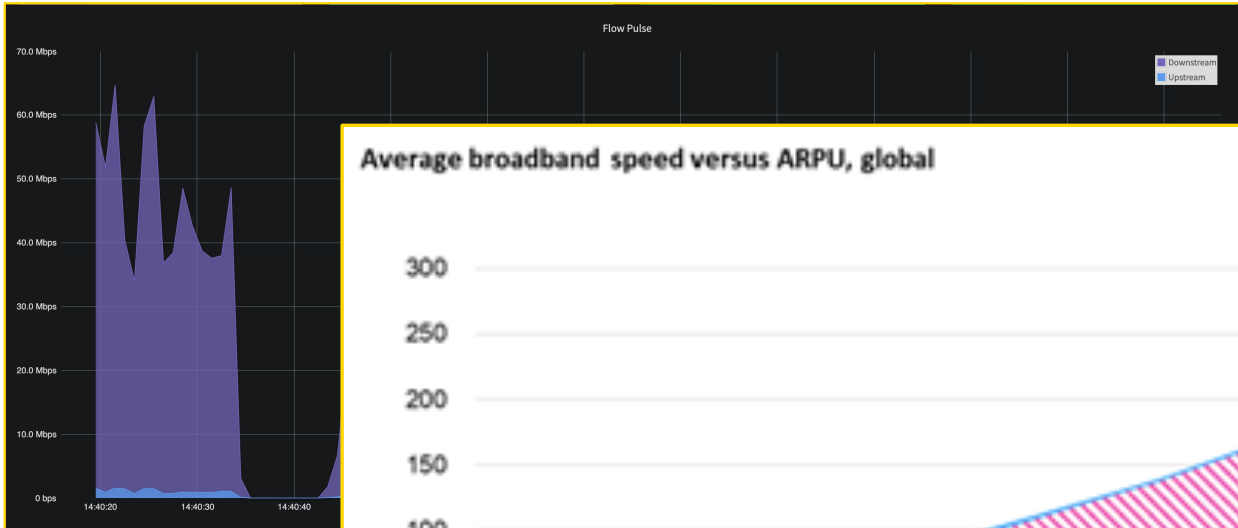 Flow Pulse
70.0 Mbps
Downstream
Upstream
60.0 Mbps
50.0 Mbps
40.0 Mbps
30.0 Mbps
20.0 Mbps
10.0 Mbps
0 bps
14:40:20 14:40:30 14:40:40
Average broadband speed versus ARPU, global
300
250
200
150
100